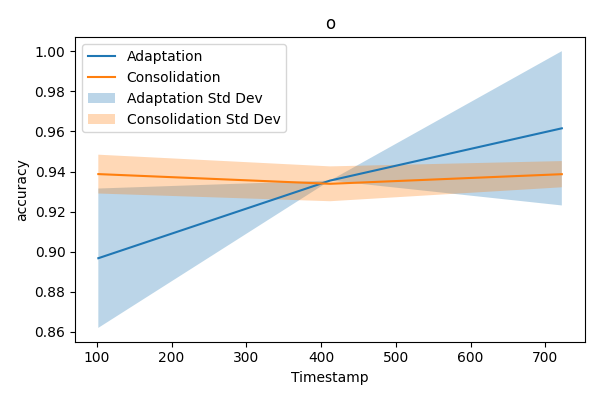 o
Adaptation
Consolidation
Adaptation Std Dev
Consolidation Std Dev
accuracy
1.00
0.98
0.96
0.94
0.92
0.90
0.88
0.86
100 200 300 400 500 600 700
Timestamp